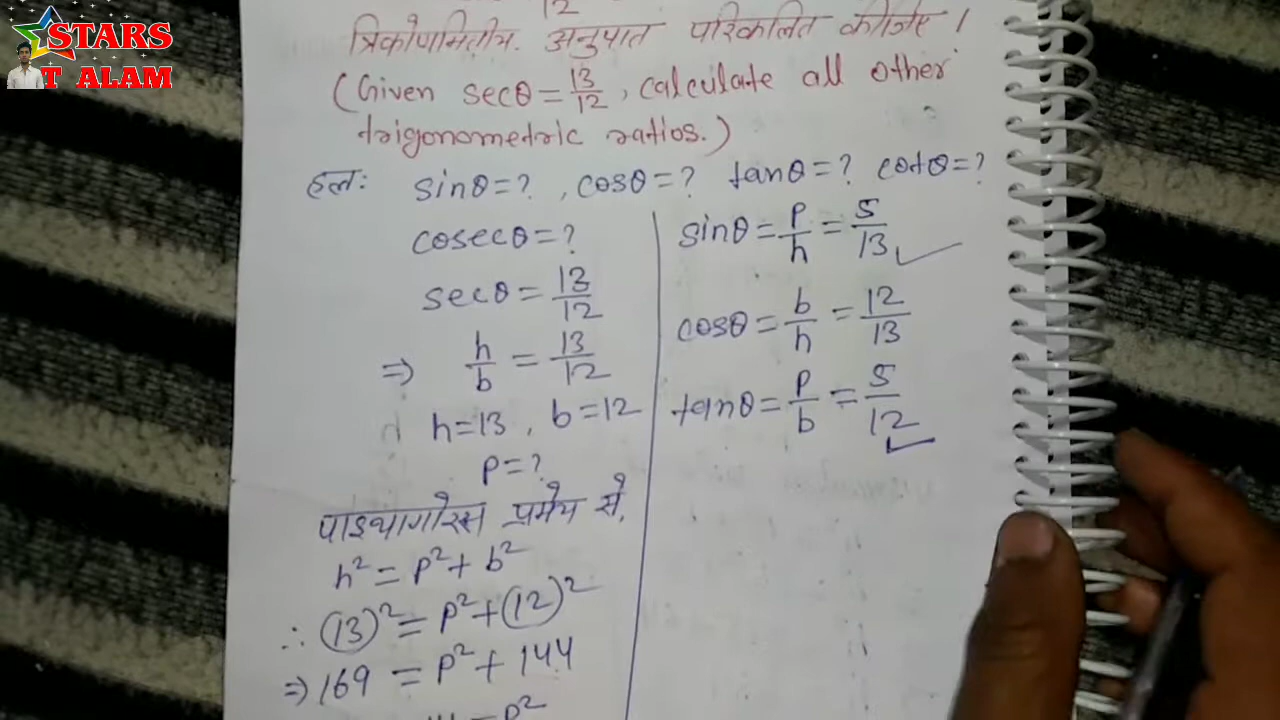 STARS
T ALAM
12
त्रिकोणमितीय. अनुपात परिकलित कीजिए।
(Given secθ = 13/12, calculate all other
trigonometric ratios.)
हल: sinθ = ?, cosθ = ? tanθ = ? cotθ = ?
cosecθ = ?
secθ = 13/12
⇒ h/b = 13/12
h = 13, b = 12
p = ?
पाइथागोरस प्रमेय से,
h² = p² + b²
∴ (13)² = p² + (12)²
⇒ 169 = p² + 144
= p²
sinθ = p/h = 5/13
cosθ = b/h = 12/13
tanθ = p/b = 5/12